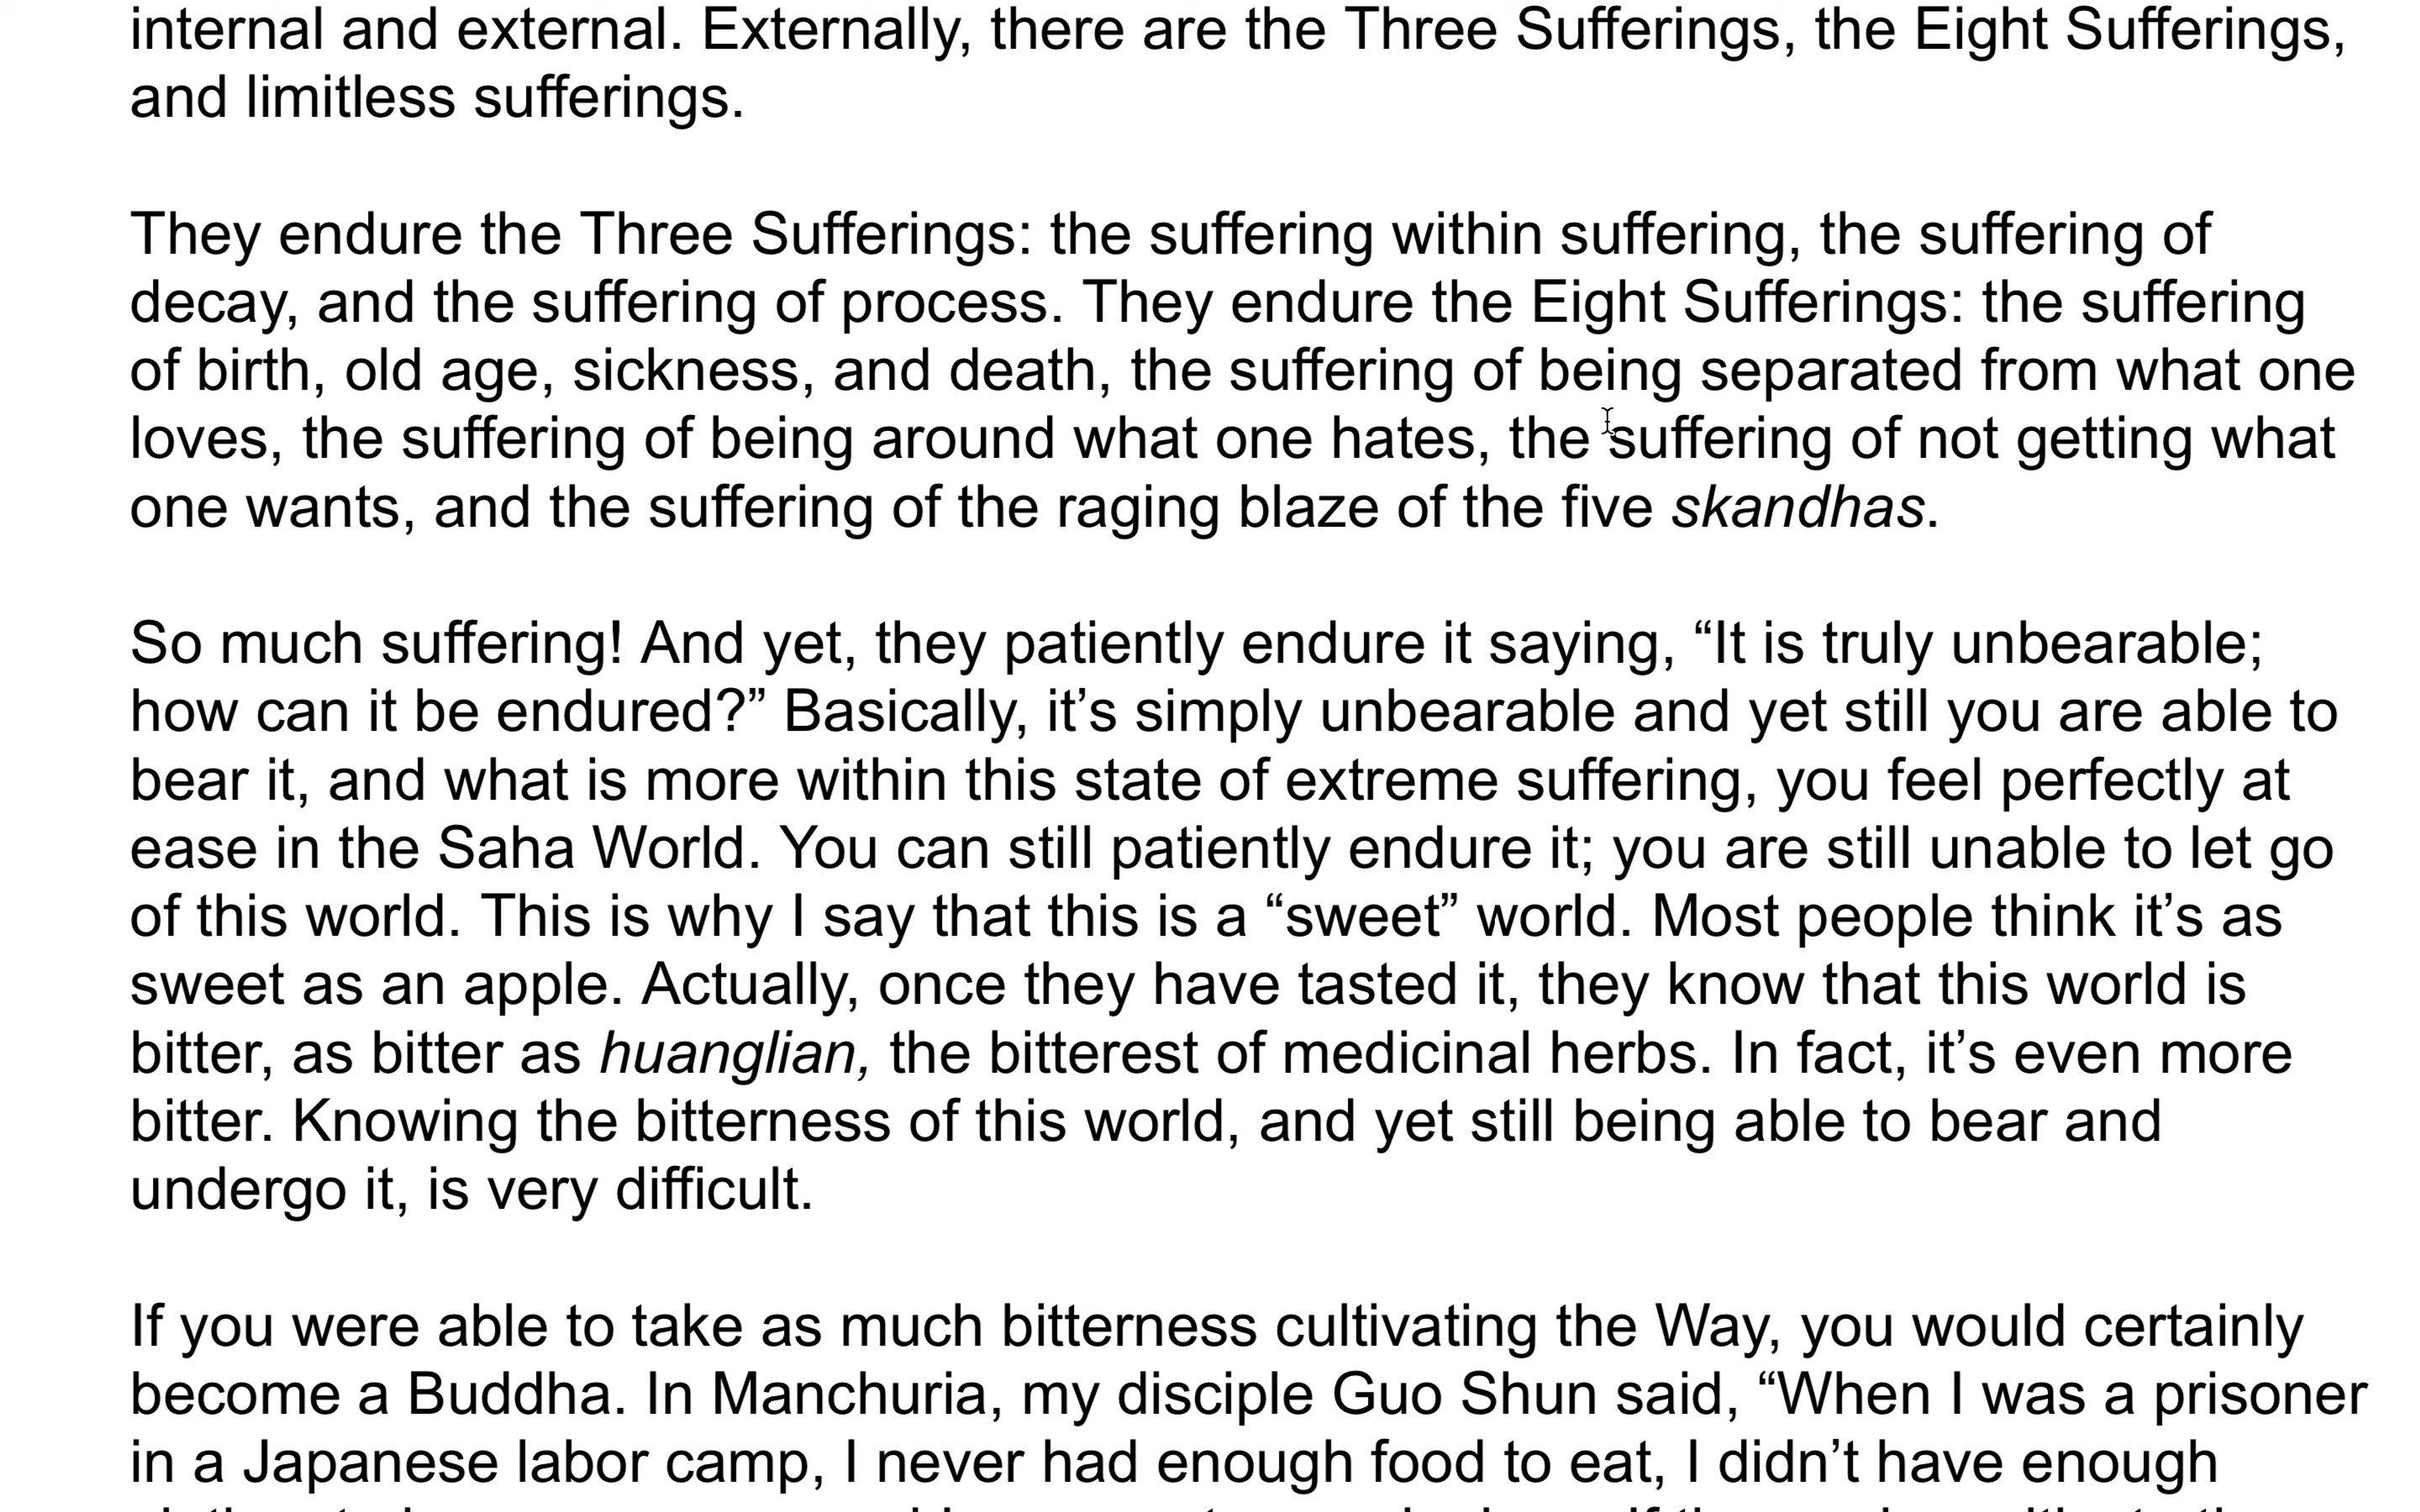 internal and external. Externally, there are the Three Sufferings, the Eight Sufferings,
and limitless sufferings.
They endure the Three Sufferings: the suffering within suffering, the suffering of
decay, and the suffering of process. They endure the Eight Sufferings: the suffering
of birth, old age, sickness, and death, the suffering of being separated from what one
loves, the suffering of being around what one hates, the suffering of not getting what
one wants, and the suffering of the raging blaze of the five skandhas.
So much suffering! And yet, they patiently endure it saying, “It is truly unbearable;
how can it be endured?” Basically, it’s simply unbearable and yet still you are able to
bear it, and what is more within this state of extreme suffering, you feel perfectly at
ease in the Saha World. You can still patiently endure it; you are still unable to let go
of this world. This is why I say that this is a “sweet” world. Most people think it’s as
sweet as an apple. Actually, once they have tasted it, they know that this world is
bitter, as bitter as huanglian, the bitterest of medicinal herbs. In fact, it’s even more
bitter. Knowing the bitterness of this world, and yet still being able to bear and
undergo it, is very difficult.
If you were able to take as much bitterness cultivating the Way, you would certainly
become a Buddha. In Manchuria, my disciple Guo Shun said, “When I was a prisoner
in a Japanese labor camp, I never had enough food to eat, I didn’t have enough